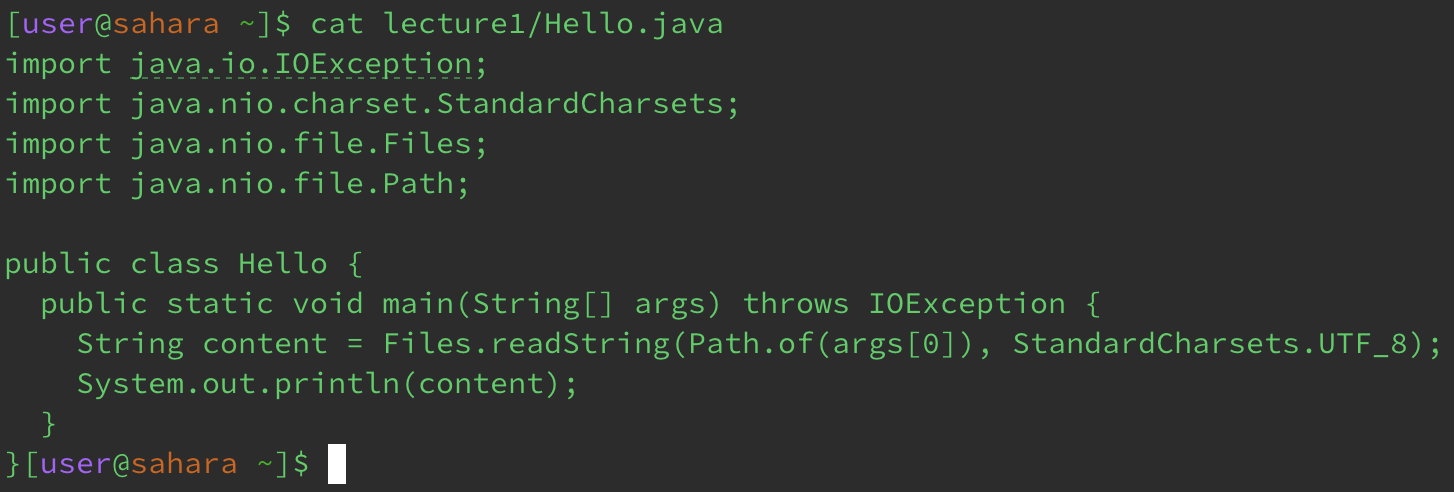 [user@sahara ~]$ cat lecture1/Hello.java
import java.io.IOException;
import java.nio.charset.StandardCharsets;
import java.nio.file.Files;
import java.nio.file.Path;

public class Hello {
  public static void main(String[] args) throws IOException {
    String content = Files.readString(Path.of(args[0]), StandardCharsets.UTF_8);
    System.out.println(content);
  }
}[user@sahara ~]$